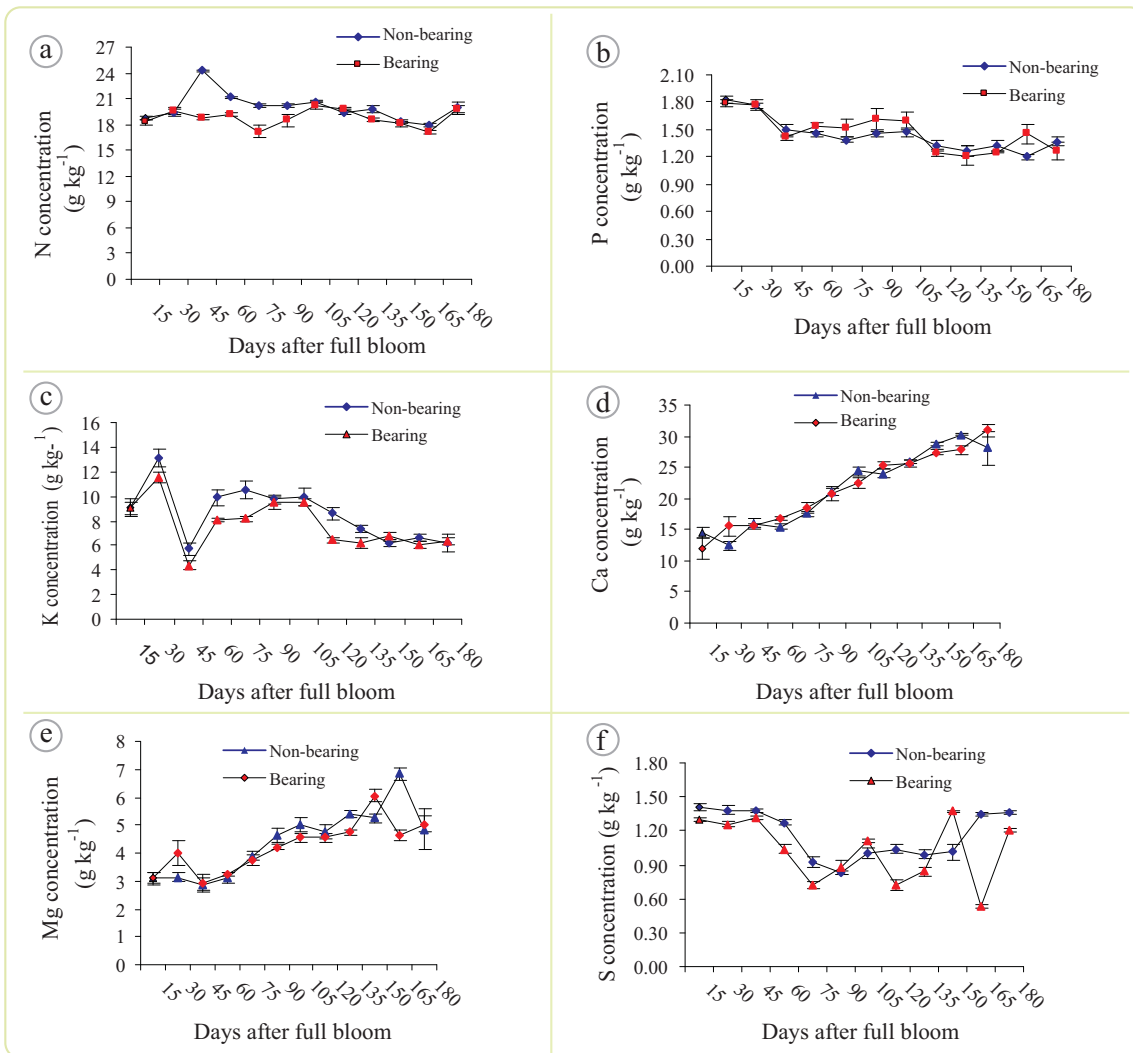 a
Non-bearing
Bearing
27
24
21
18
15
12
9
6
3
0
N concentration
(g kg-1)
15 30 45 60 75 90 105 120 135 150 165 180
Days after full bloom
b
Non-bearing
Bearing
2.10
1.80
1.50
1.20
0.90
0.60
0.30
0.00
P concentration
(g kg-1)
15 30 45 60 75 90 105 120 135 150 165 180
Days after full bloom
c
Non-bearing
Bearing
16
14
12
10
8
6
4
2
0
K concentration (g kg-1)
15 30 45 60 75 90 105 120 135 150 165 180
Days after full bloom
d
Non-bearing
Bearing
35
30
25
20
15
10
5
0
Ca concentration
(g kg-1)
15 30 45 60 75 90 105 120 135 150 165 180
Days after full bloom
e
Non-bearing
Bearing
8
7
6
5
4
3
2
1
0
Mg concentration
(g kg-1)
15 30 45 60 75 90 105 120 135 150 165 180
Days after full bloom
f
Non-bearing
Bearing
1.80
1.50
1.20
0.90
0.60
0.30
0.00
S concentration (g kg-1)
15 30 45 60 75 90 105 120 135 150 165 180
Days after full bloom